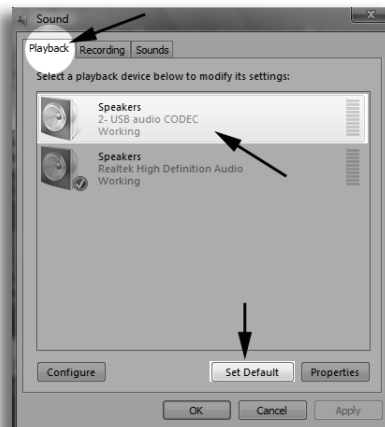 Sound
Playback Recording Sounds
Select a playback device below to modify its settings:
Speakers
2- USB audio CODEC
Working
Speakers
Realtek High Definition Audio
Working
Configure Set Default Properties
OK Cancel Apply